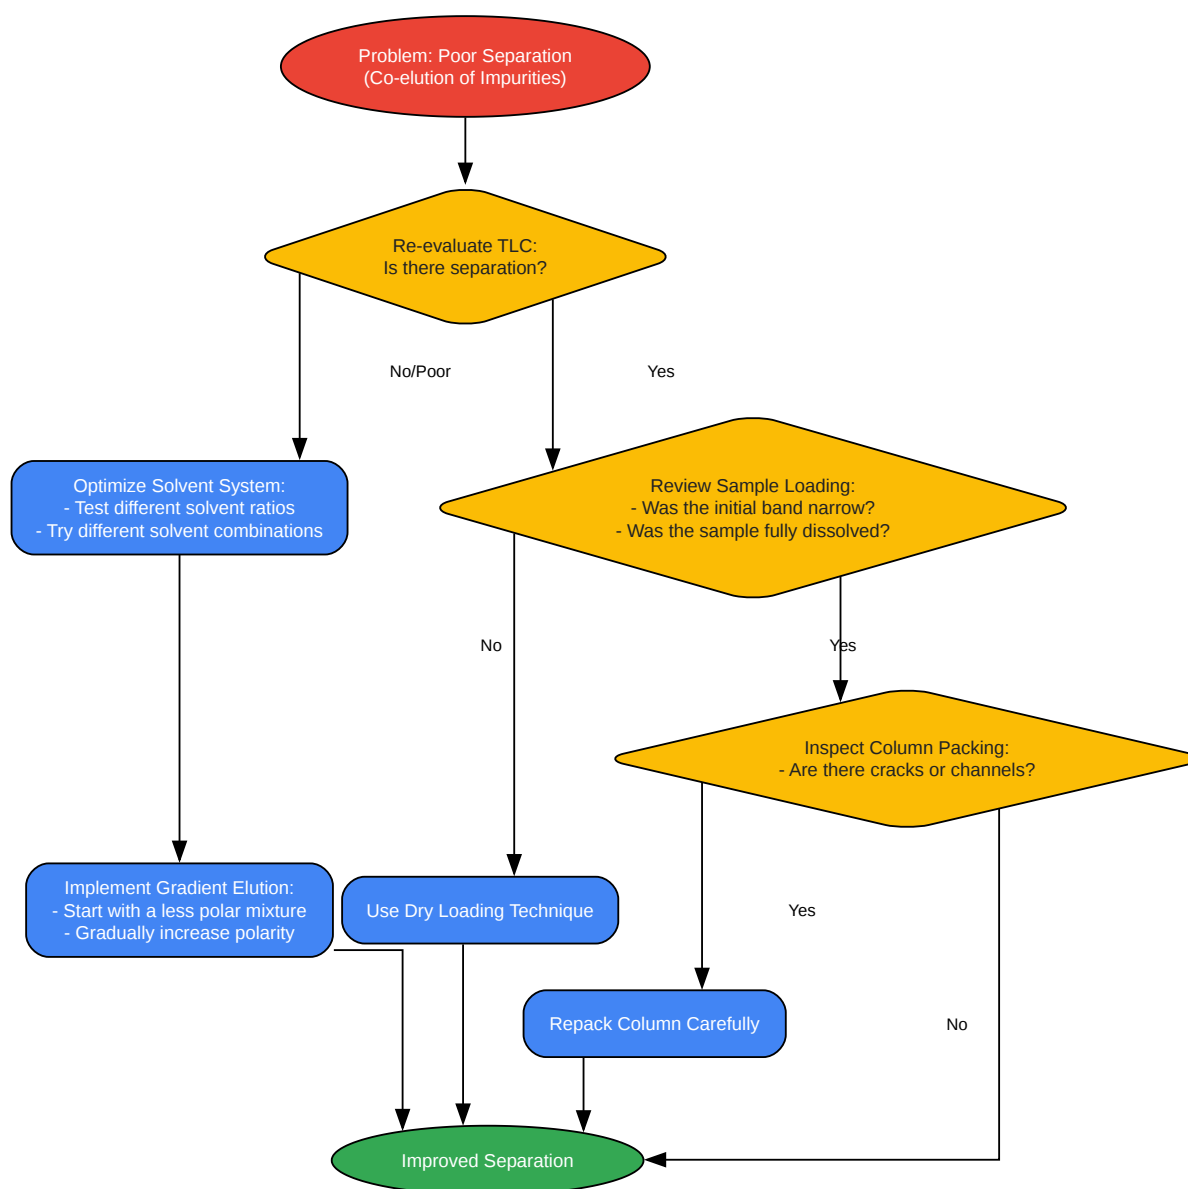 Problem: Poor Separation
(Co-elution of Impurities)
Re-evaluate TLC:
Is there separation?
No/Poor
Yes
Optimize Solvent System:
- Test different solvent ratios
- Try different solvent combinations
Review Sample Loading:
- Was the initial band narrow?
- Was the sample fully dissolved?
No
Yes
Inspect Column Packing:
- Are there cracks or channels?
Implement Gradient Elution:
- Start with a less polar mixture
- Gradually increase polarity
Use Dry Loading Technique
Yes
Repack Column Carefully
No
Improved Separation